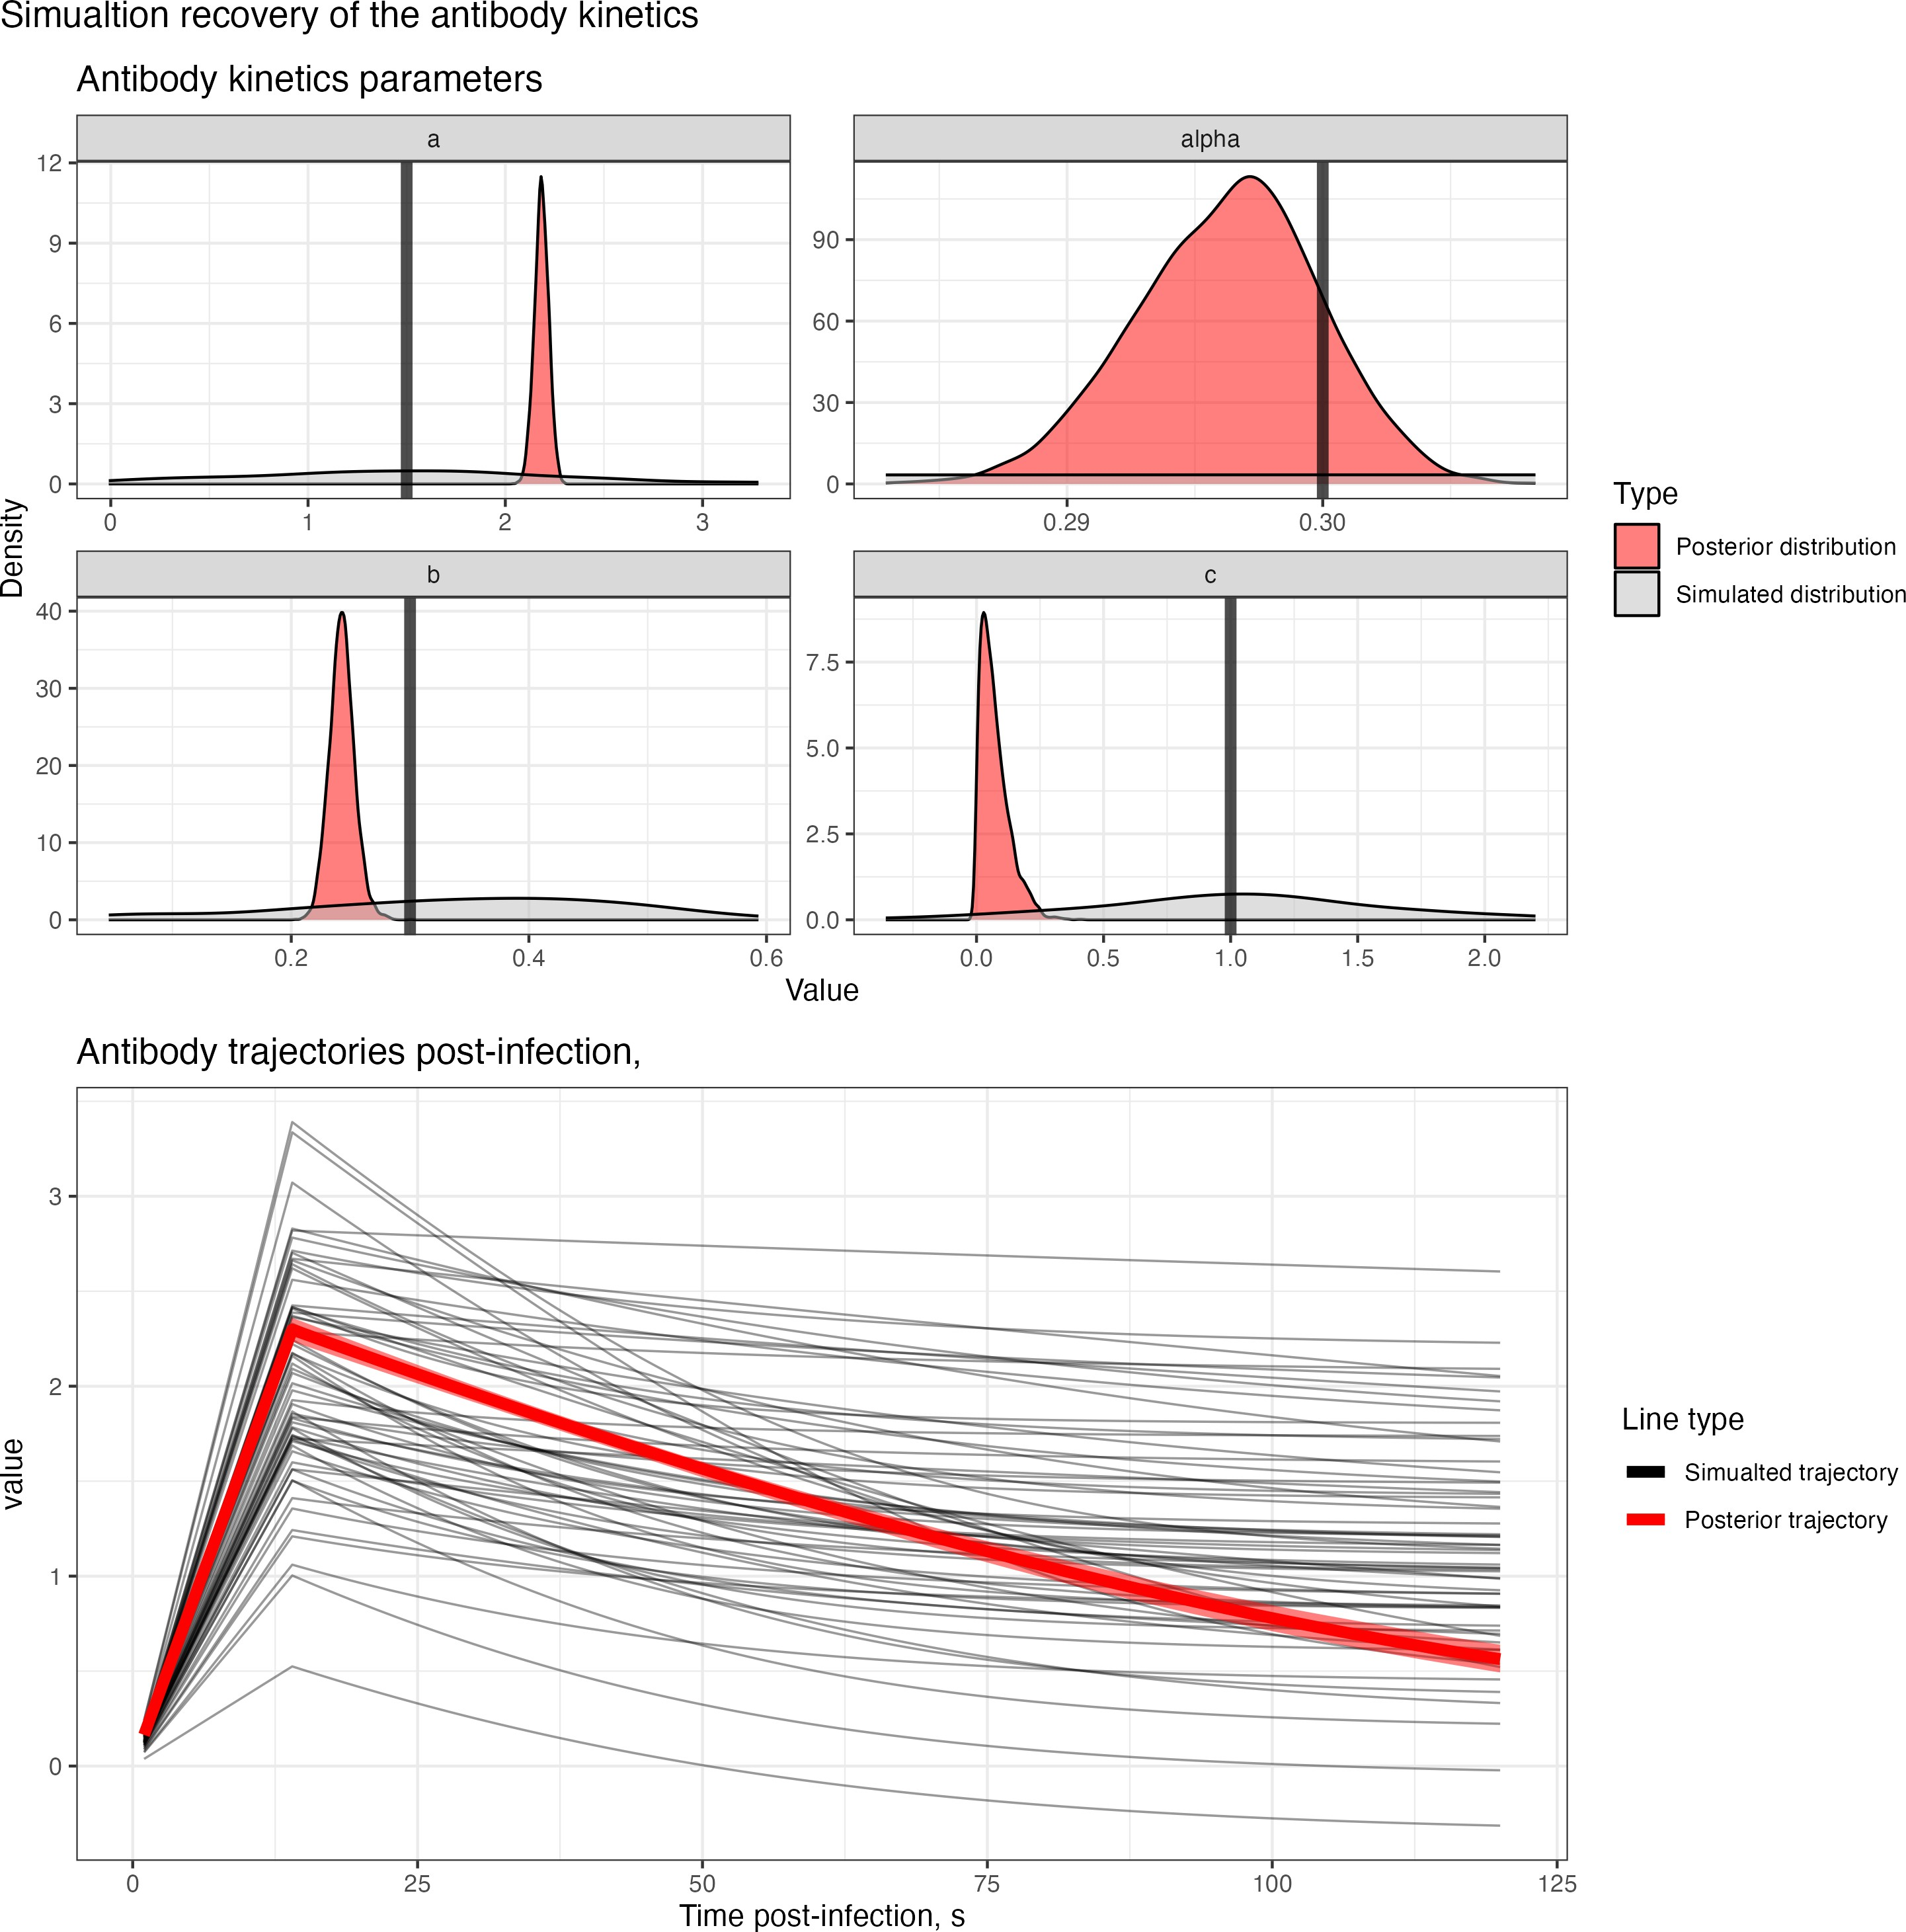 Simualtion recovery of the antibody kinetics
Antibody kinetics parameters
a
alpha
12
9
6
3
0
0
1
2
3
90
60
30
0
0.29
0.30
b
c
40
30
20
10
0
0.2
0.4
0.6
7.5
5.0
2.5
0.0
0.0
0.5
1.0
1.5
2.0
Density
Value
Type
Posterior distribution
Simulated distribution
Antibody trajectories post-infection,
3
2
1
0
0
25
50
75
100
125
value
Time post-infection, s
Line type
Simualted trajectory
Posterior trajectory